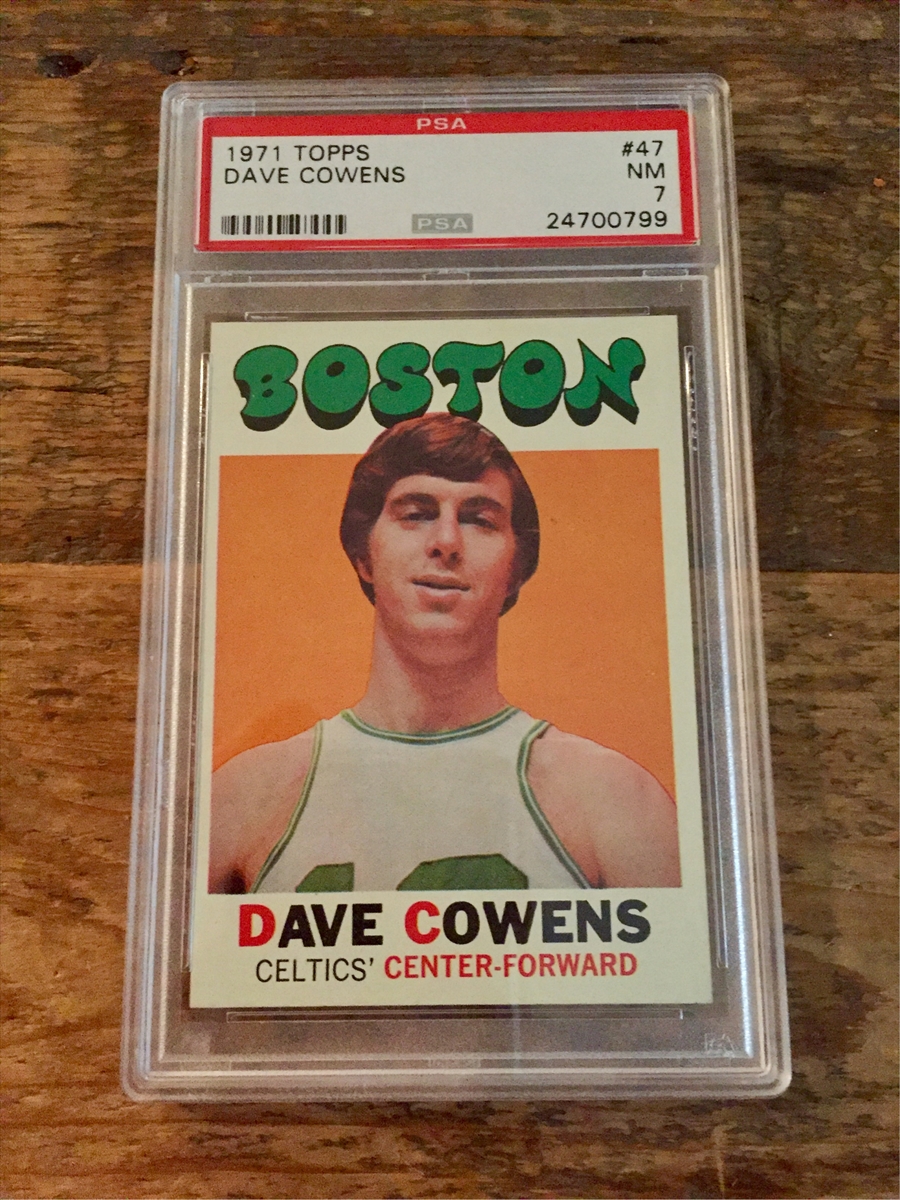 PSA
1971 TOPPS #47
DAVE COWENS NM
7
PSA 24700799
BOSTON
DAVE COWENS
CELTICS' CENTER-FORWARD